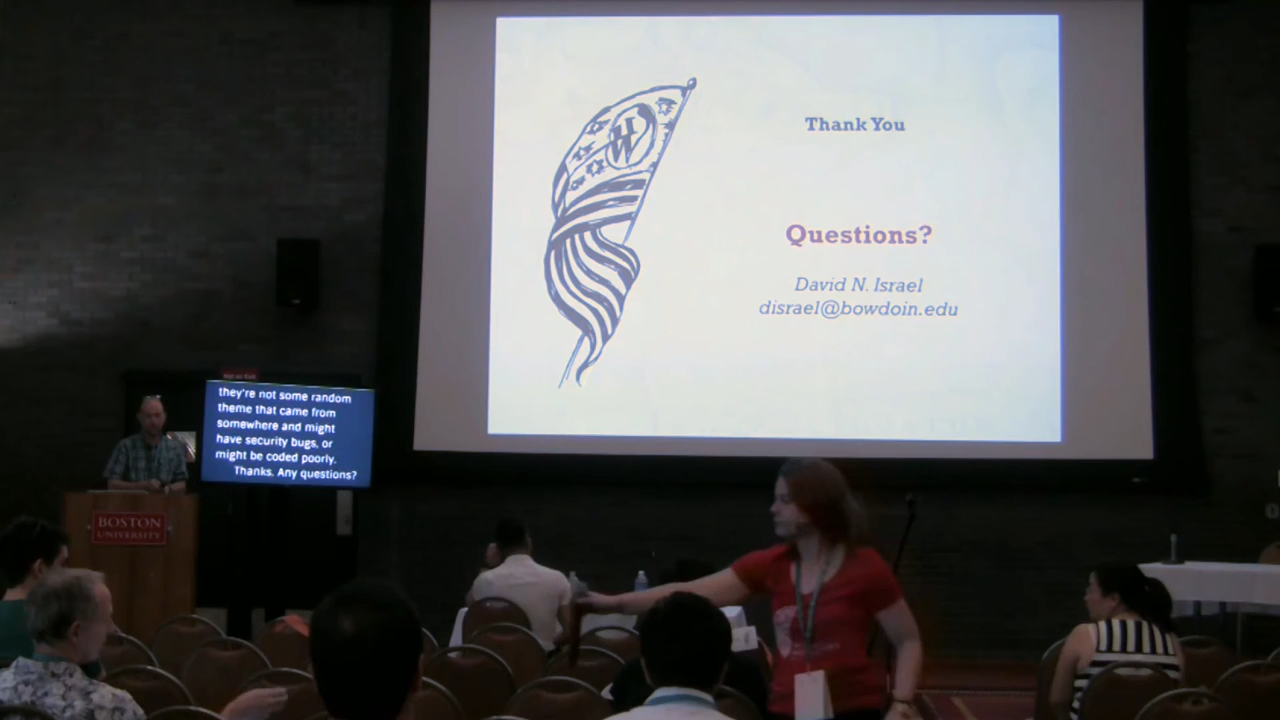 Thank You
W
Questions?
David N. Israel
disrael@bowdoin.edu
they're not some random
theme that came from
somewhere and might
have security bugs, or
might be coded poorly.
Thanks. Any questions?
BOSTON
UNIVERSITY